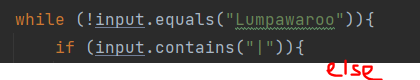 while (!input.equals("Lumpawaroo")){
if (input.contains("|")){
else